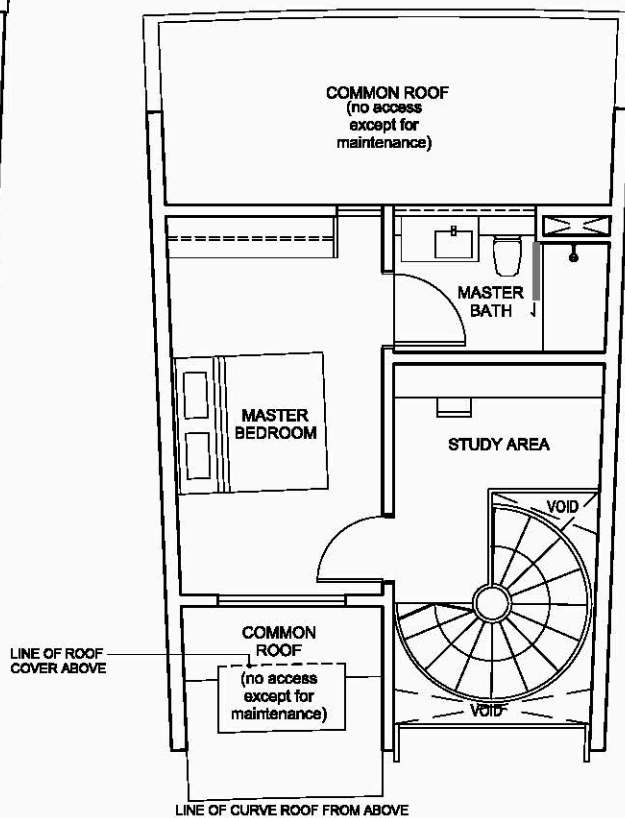 COMMON ROOF
(no access
except for
maintenance)
MASTER
BATH
MASTER
BEDROOM
STUDY AREA
VOID
COMMON
ROOF
(no access
except for
maintenance)
LINE OF ROOF
COVER ABOVE
VOID
LINE OF CURVE ROOF FROM ABOVE